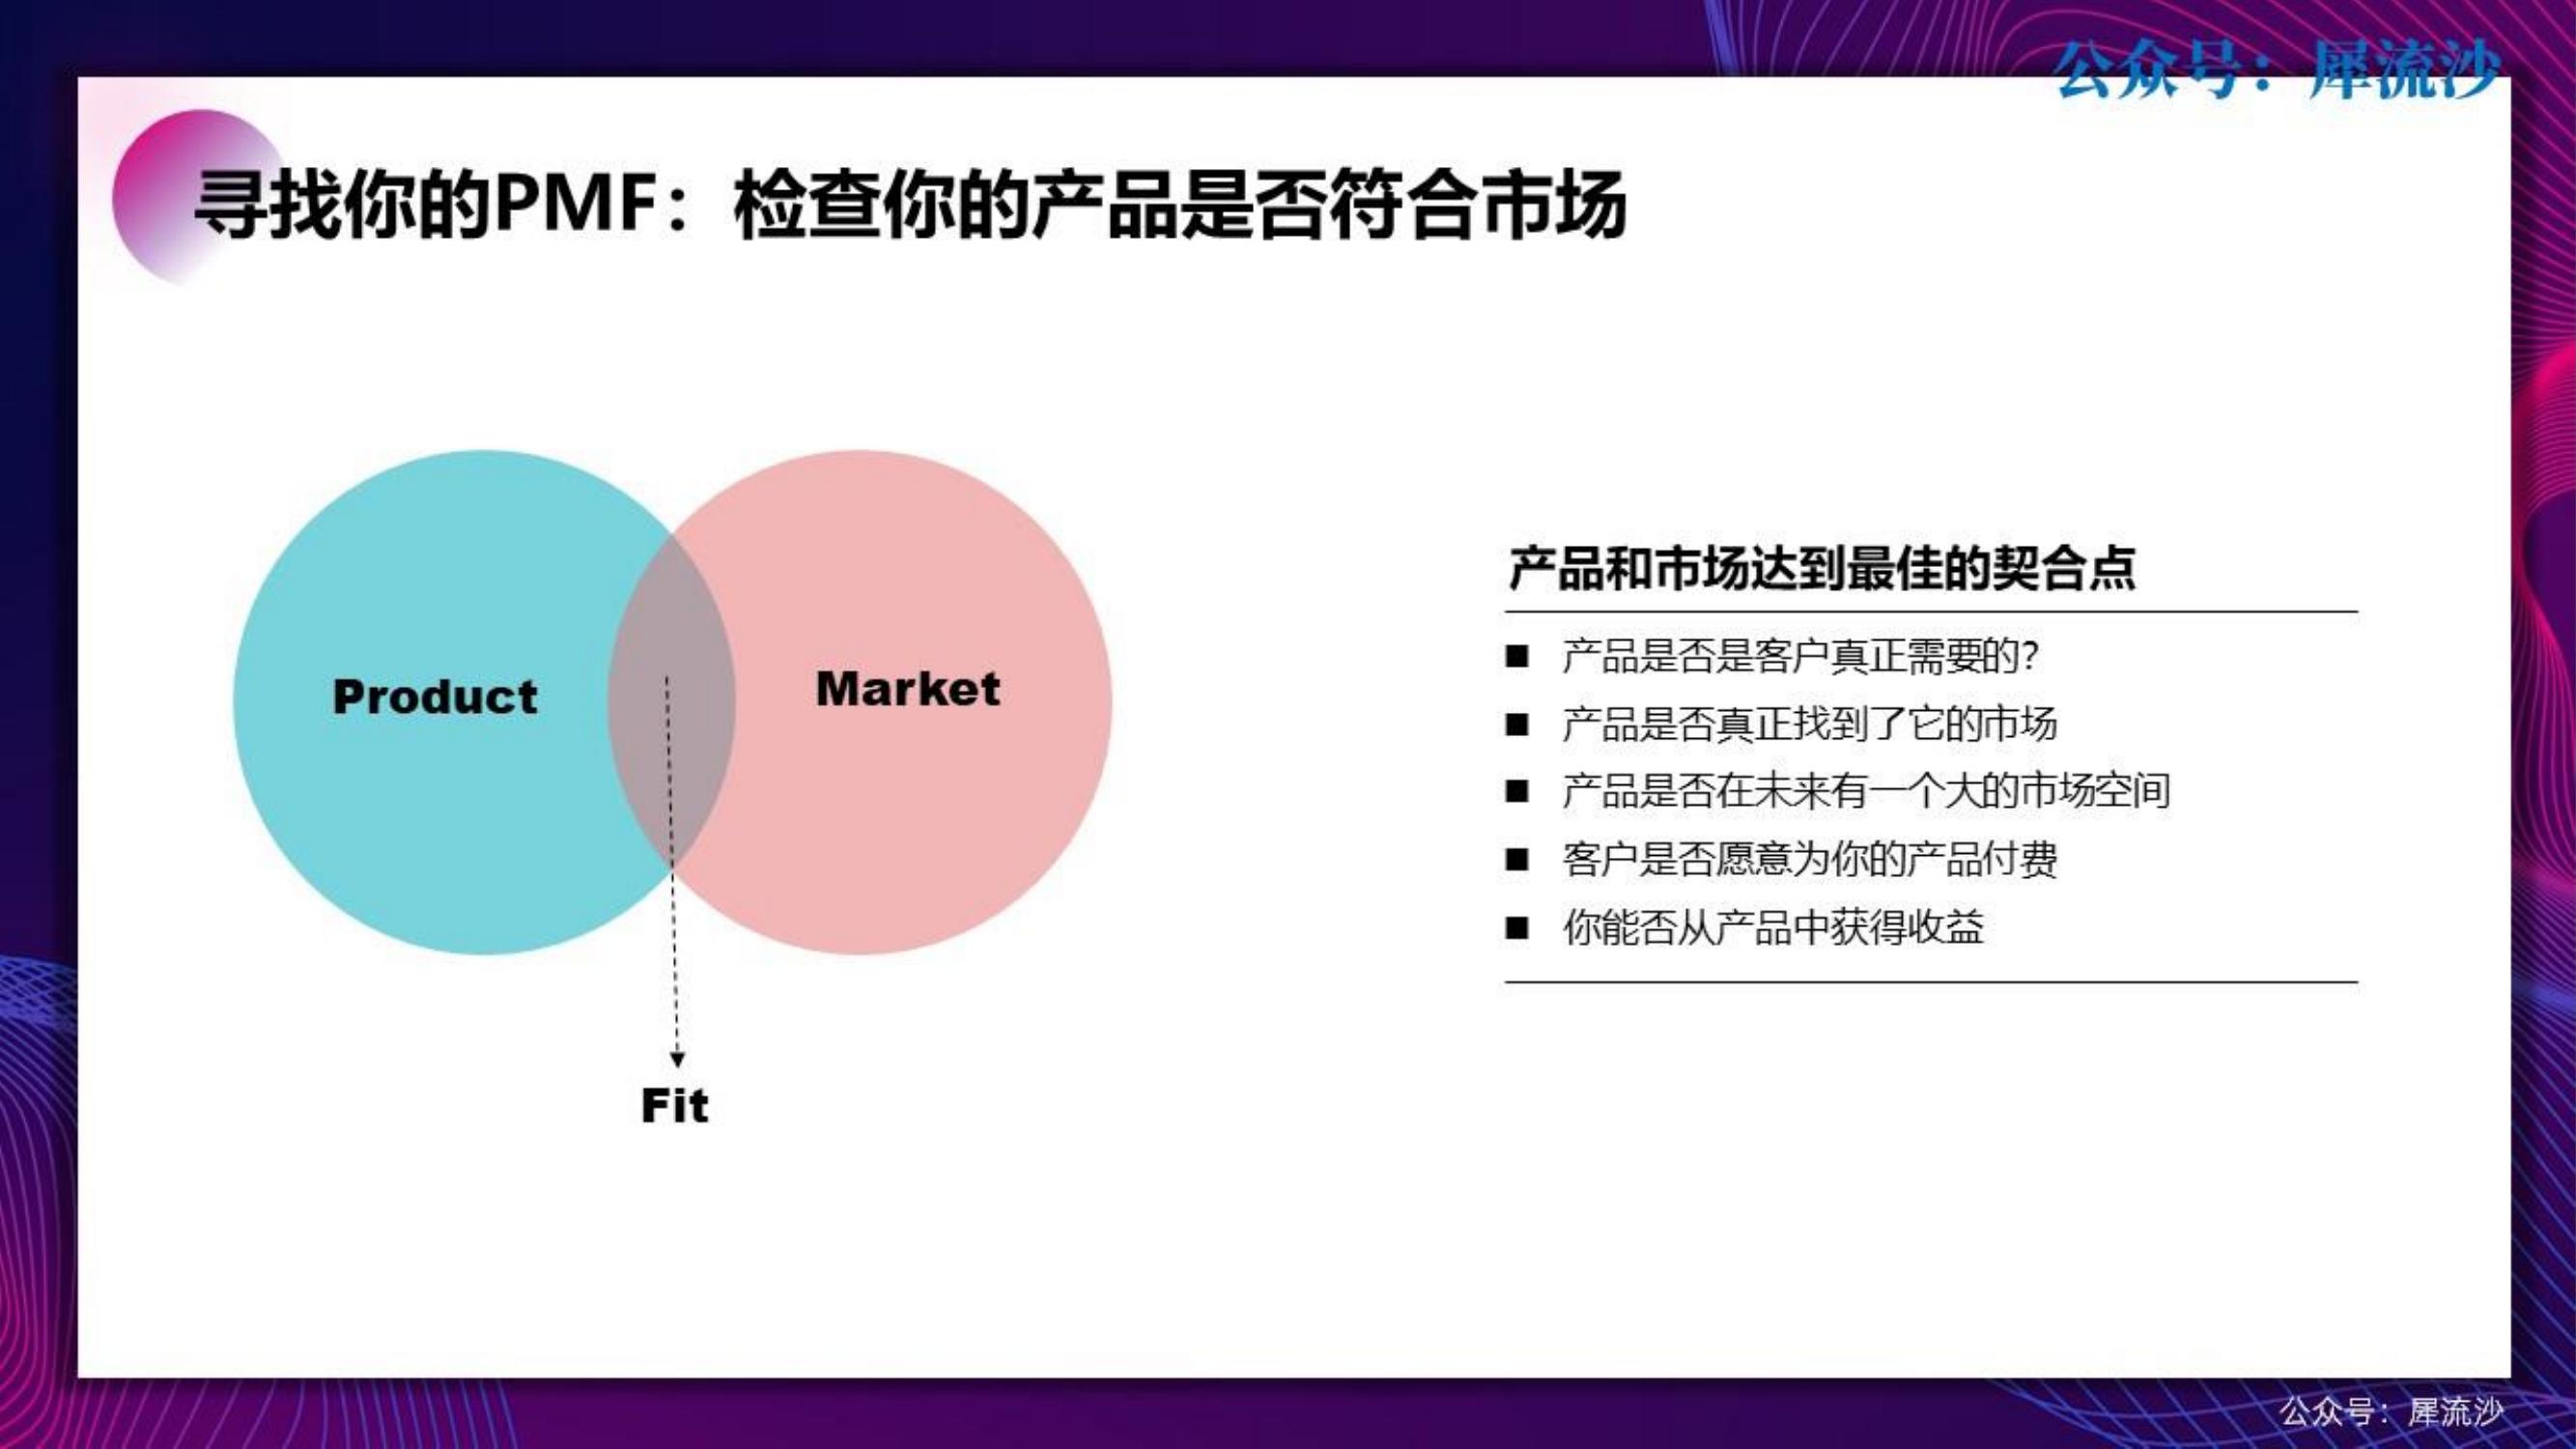 公众号：犀流沙
寻找你的PMF：检查你的产品是否符合市场
Product
Market
Fit
产品和市场达到最佳的契合点
■ 产品是否是客户真正需要的?
■ 产品是否真正找到了它的市场
■ 产品是否在未来有一个大的市场空间
■ 客户是否愿意为你的产品付费
■ 你能否从产品中获得收益
公众号：犀流沙